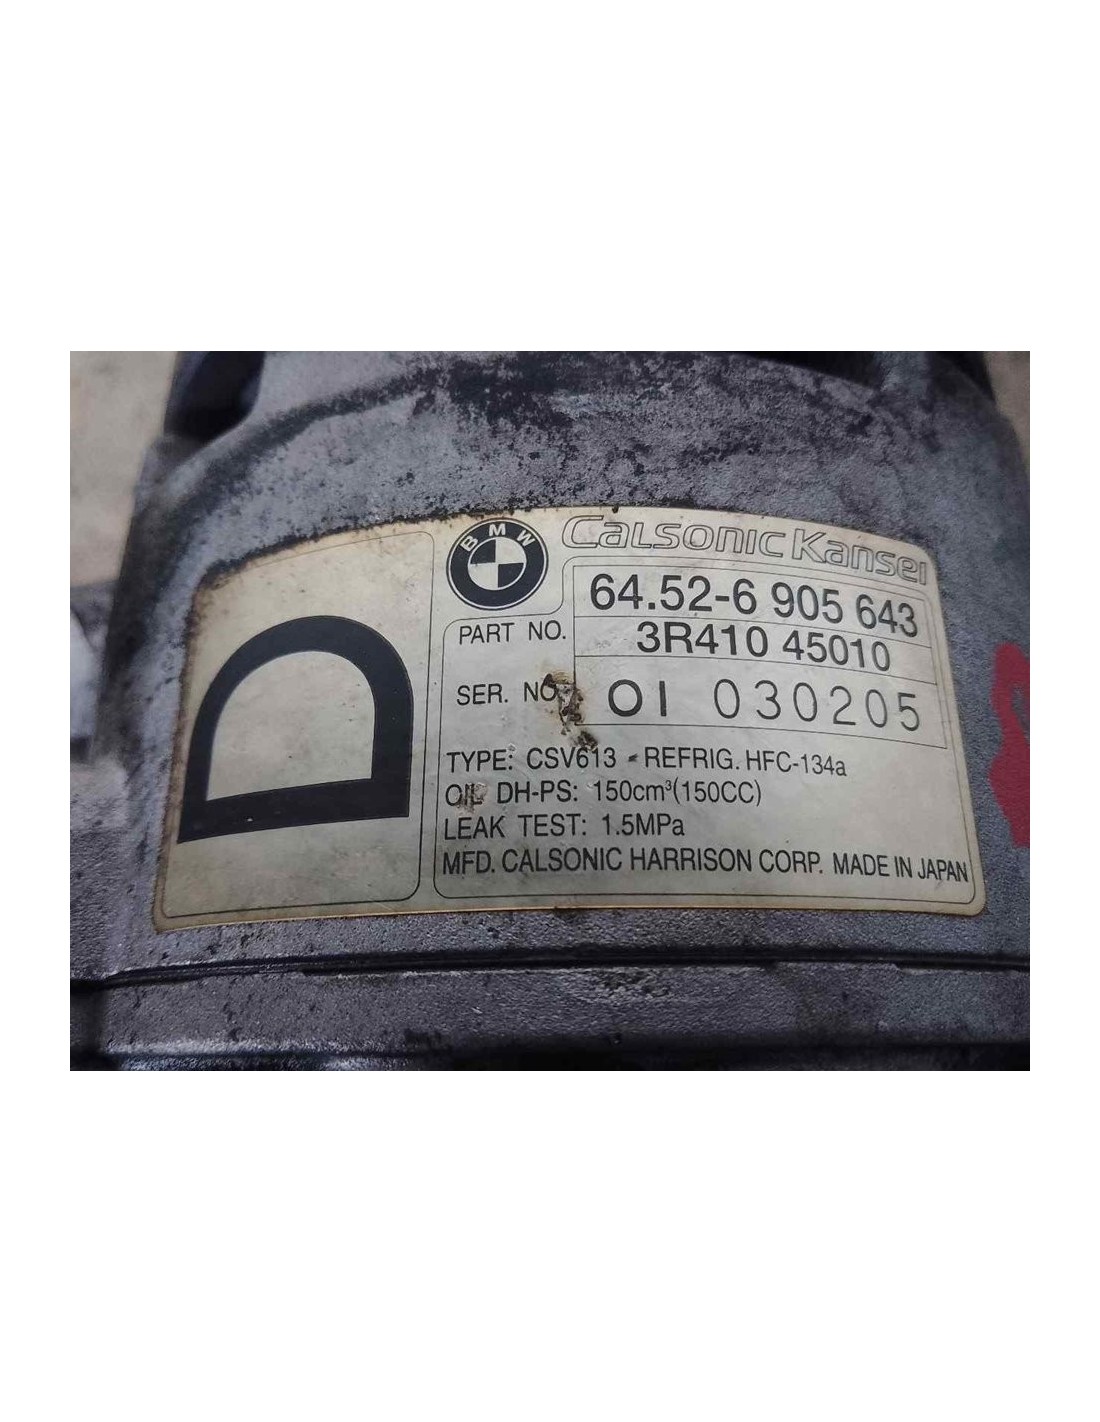 D
BMW
Calsonic Kansei
64.52-6 905 643
PART NO. 3R410 45010
SER. NO. OI 030205
TYPE: CSV613 - REFRIG. HFC-134a
OIL DH-PS: 150cm³(150CC)
LEAK TEST: 1.5MPa
MFD. CALSONIC HARRISON CORP. MADE IN JAPAN